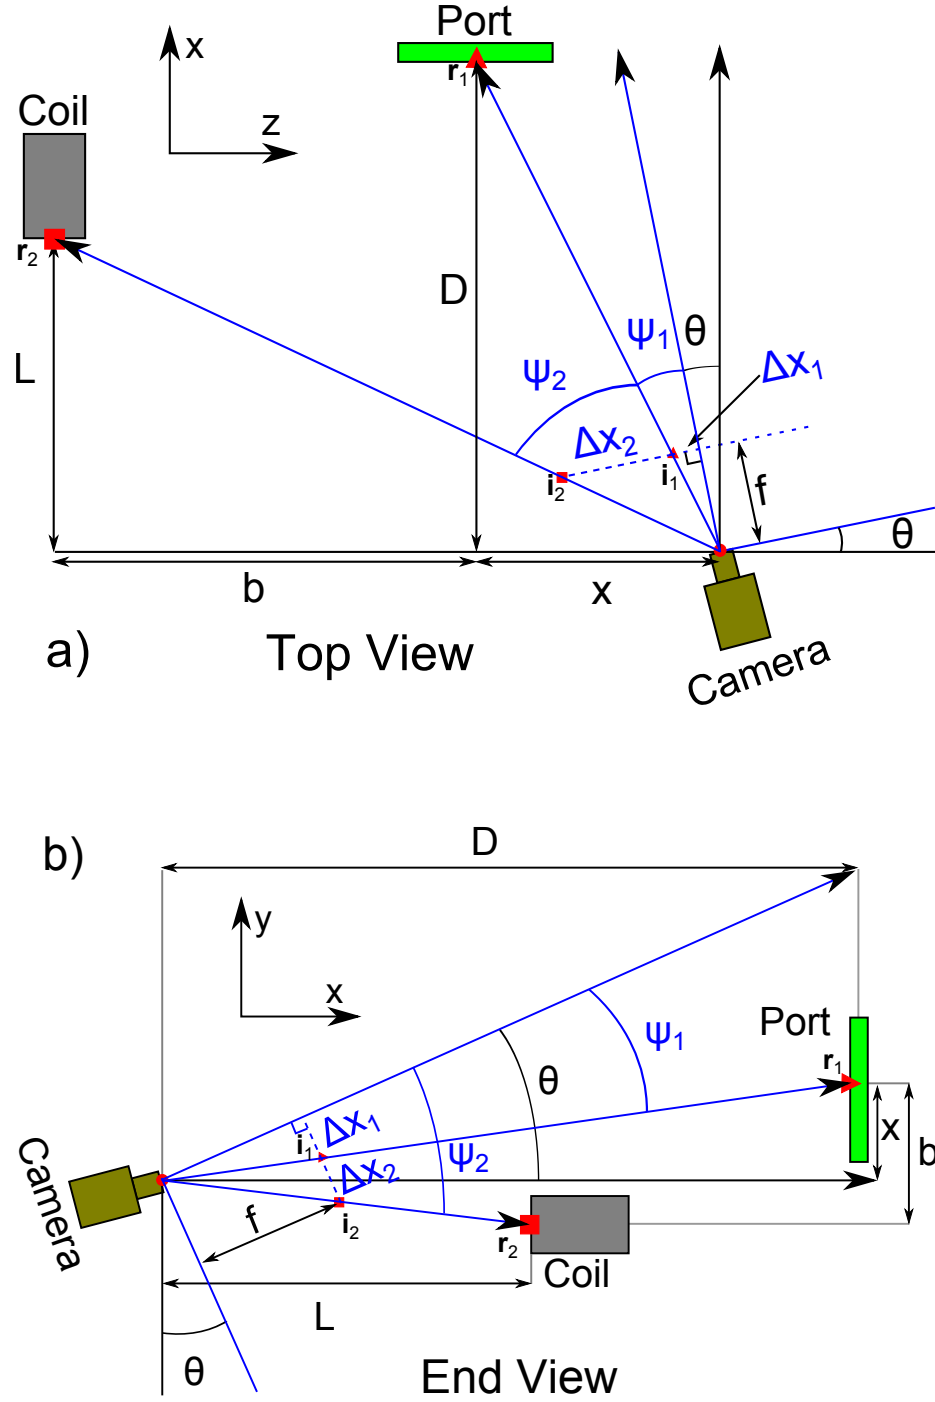 Port
x
r₁
Coil
z
r₂
D
ψ₁
θ
Δx₁
ψ₂
L
Δx₂
i₁
i₂
f
θ
b
x
a)
Top View
Camera
b)
D
y
x
Port
ψ₁
r₁
θ
Δx₁
i₁
x
b
ψ₂
Camera
Δx₂
f
i₂
r₂
Coil
L
θ
End View